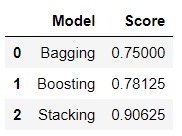 Model Score
0 Bagging 0.75000
1 Boosting 0.78125
2 Stacking 0.90625